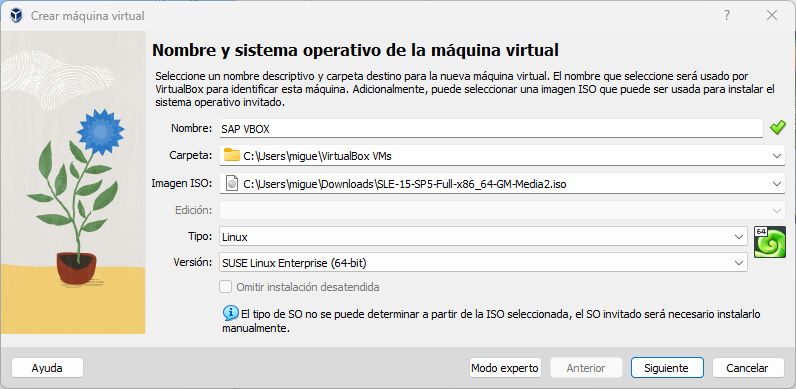 Crear máquina virtual
Nombre y sistema operativo de la máquina virtual
Seleccione un nombre descriptivo y carpeta destino para la nueva máquina virtual. El nombre que seleccione será usado por
VirtualBox para identificar esta máquina. Adicionalmente, puede seleccionar una imagen ISO que puede ser usada para instalar el
sistema operativo invitado.
Nombre: SAP VBOX
Carpeta: C:\Users\migue\VirtualBox VMs
Imagen ISO: C:\Users\migue\Downloads\SLE-15-SP5-Full-x86_64-GM-Media2.iso
Edición:
Tipo: Linux
64
Versión: SUSE Linux Enterprise (64-bit)
Omitir instalación desatendida
El tipo de SO no se puede determinar a partir de la ISO seleccionada, el SO invitado será necesario instalarlo
manualmente.
Ayuda Modo experto Anterior Siguiente Cancelar